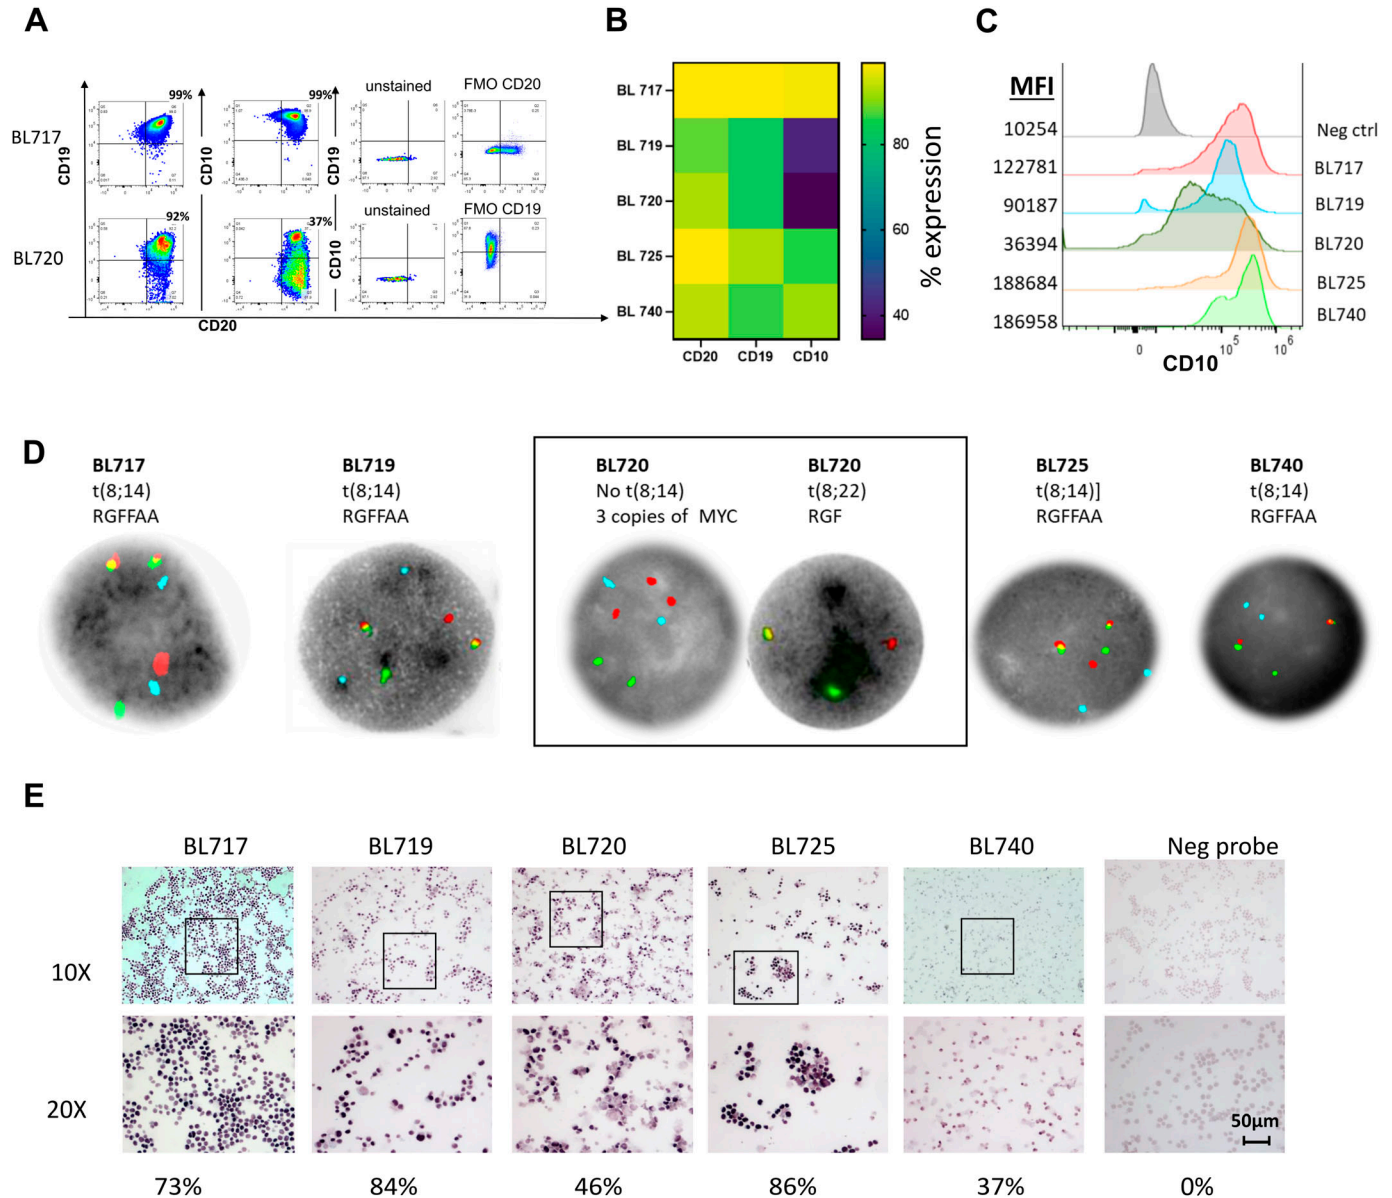 A
B
C
unstained
FMO CD20
99%
99%
BL717
CD19
CD10
CD19
92%
37%
unstained
FMO CD19
BL720
CD10
CD20
BL 717
BL 719
BL 720
BL 725
BL 740
CD20 CD19 CD10
80
60
40
% expression
MFI
10254 Neg ctrl
122781 BL717
90187 BL719
36394 BL720
188684 BL725
186958 BL740
0 10⁵ 10⁶
CD10
D
BL717
t(8;14)
RGFFAA
BL719
t(8;14)
RGFFAA
BL720
No t(8;14)
3 copies of MYC
BL720
t(8;22)
RGF
BL725
t(8;14)]
RGFFAA
BL740
t(8;14)
RGFFAA
E
BL717 BL719 BL720 BL725 BL740 Neg probe
10X
20X
50µm
73% 84% 46% 86% 37% 0%